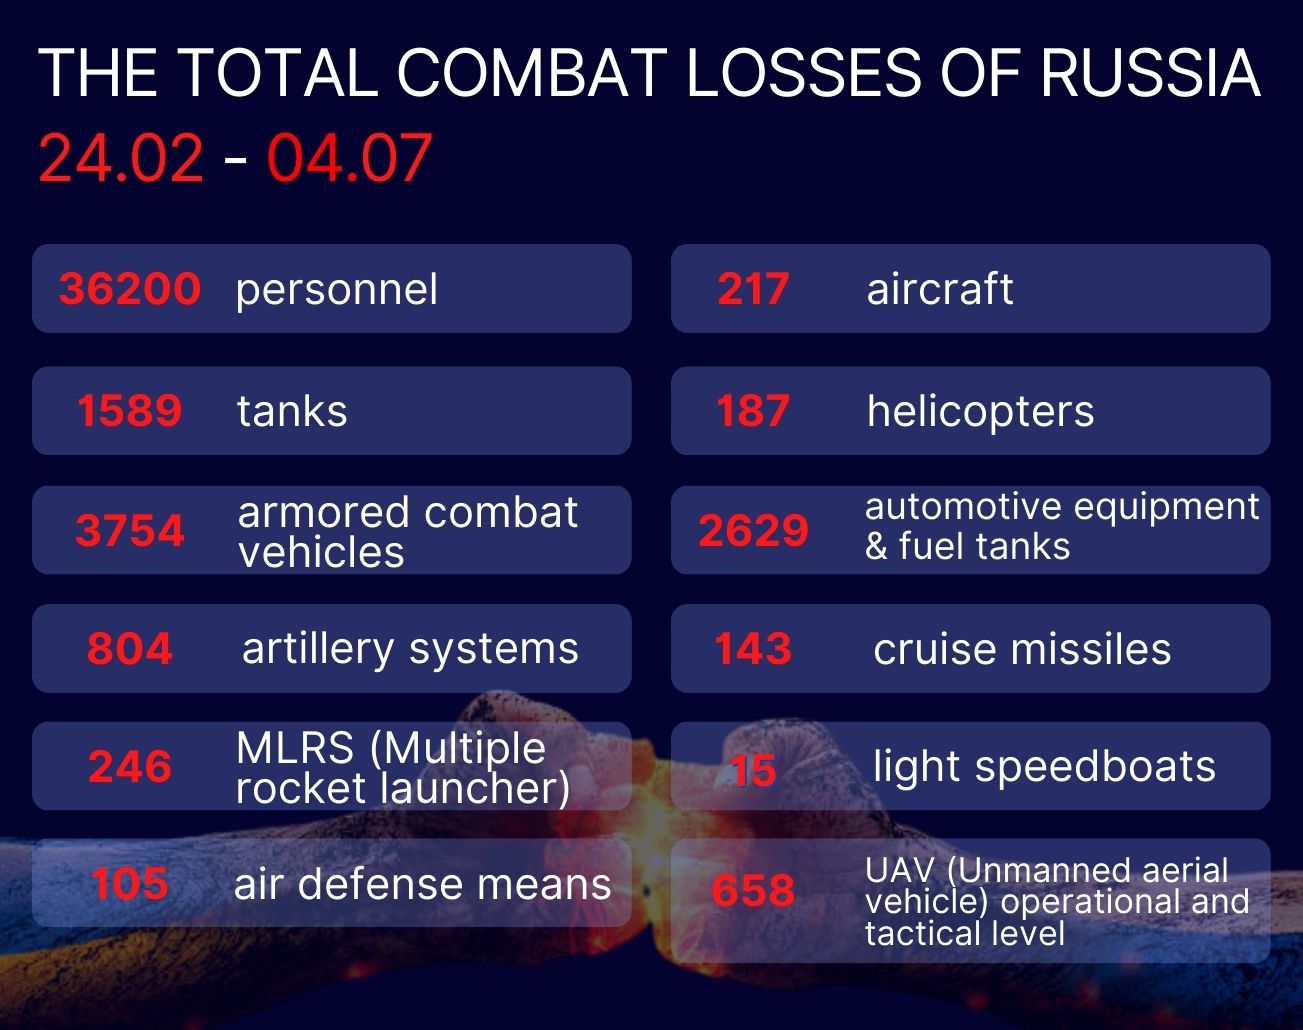 THE TOTAL COMBAT LOSSES OF RUSSIA
24.02 - 04.07
36200 personnel
1589 tanks
3754 armored combat
vehicles
804 artillery systems
246 MLRS (Multiple
rocket launcher)
105 air defense means
217 aircraft
187 helicopters
2629 automotive equipment
& fuel tanks
143 cruise missiles
15 light speedboats
658 UAV (Unmanned aerial
vehicle) operational and
tactical level